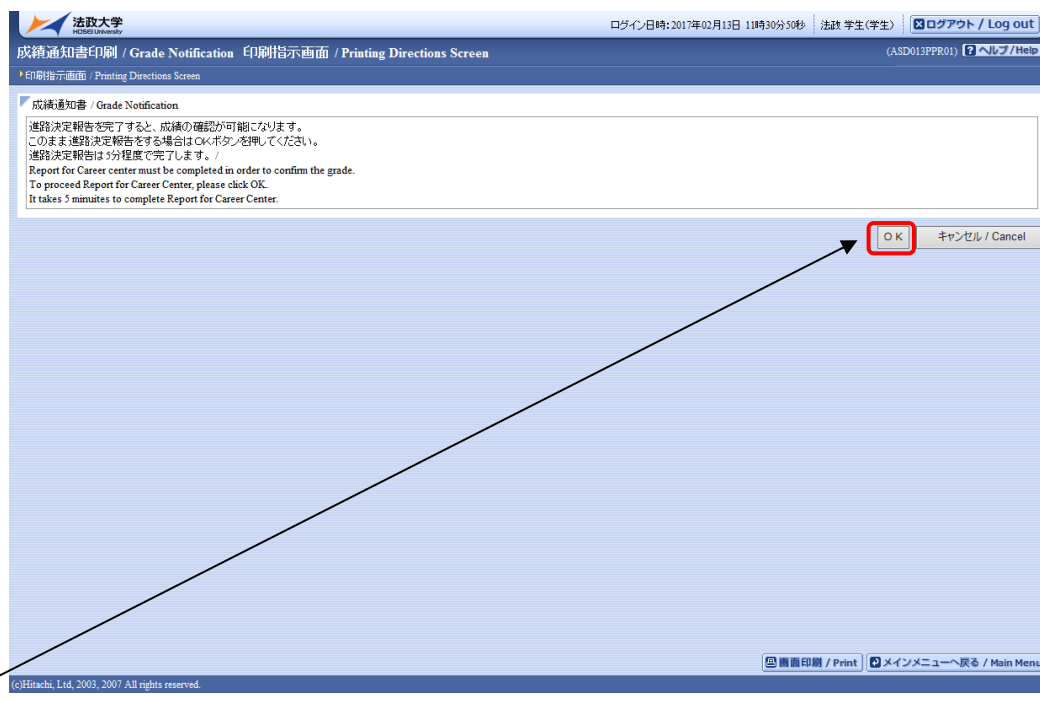 法政大学
HOSEI University
ログイン日時:2017年02月13日 11時30分50秒
法政 学生(学生)
ログアウト / Log out
成績通知書印刷 / Grade Notification 印刷指示画面 / Printing Directions Screen
(ASD013PPR01)
ヘルプ/Help
印刷指示画面 / Printing Directions Screen
成績通知書 / Grade Notification
進路決定報告を完了すると、成績の確認が可能になります。
このまま進路決定報告をする場合はOKボタンを押してください。
進路決定報告は5分程度で完了します。/
Report for Career center must be completed in order to confirm the grade.
To proceed Report for Career Center, please click OK.
It takes 5 minuites to complete Report for Career Center.
OK
キャンセル / Cancel
画面印刷 / Print
メインメニューへ戻る / Main Menu
(c)Hitachi, Ltd, 2003, 2007 All rights reserved.